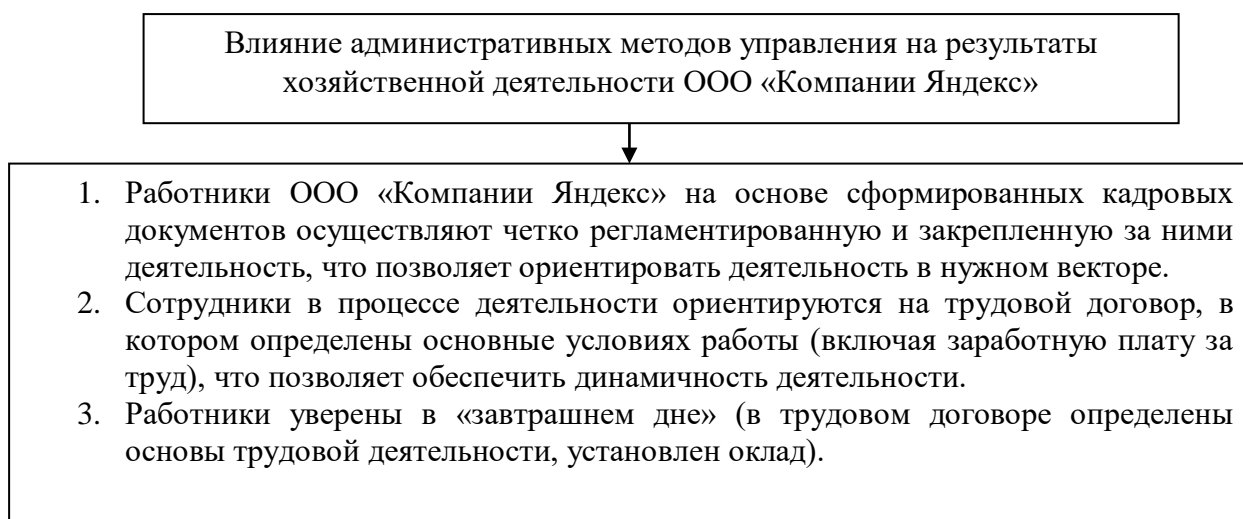 Влияние административных методов управления на результаты
хозяйственной деятельности ООО «Компании Яндекс»
1. Работники ООО «Компании Яндекс» на основе сформированных кадровых
документов осуществляют четко регламентированную и закрепленную за ними
деятельность, что позволяет ориентировать деятельность в нужном векторе.
2. Сотрудники в процессе деятельности ориентируются на трудовой договор, в
котором определены основные условиях работы (включая заработную плату за
труд), что позволяет обеспечить динамичность деятельности.
3. Работники уверены в «завтрашнем дне» (в трудовом договоре определены
основы трудовой деятельности, установлен оклад).